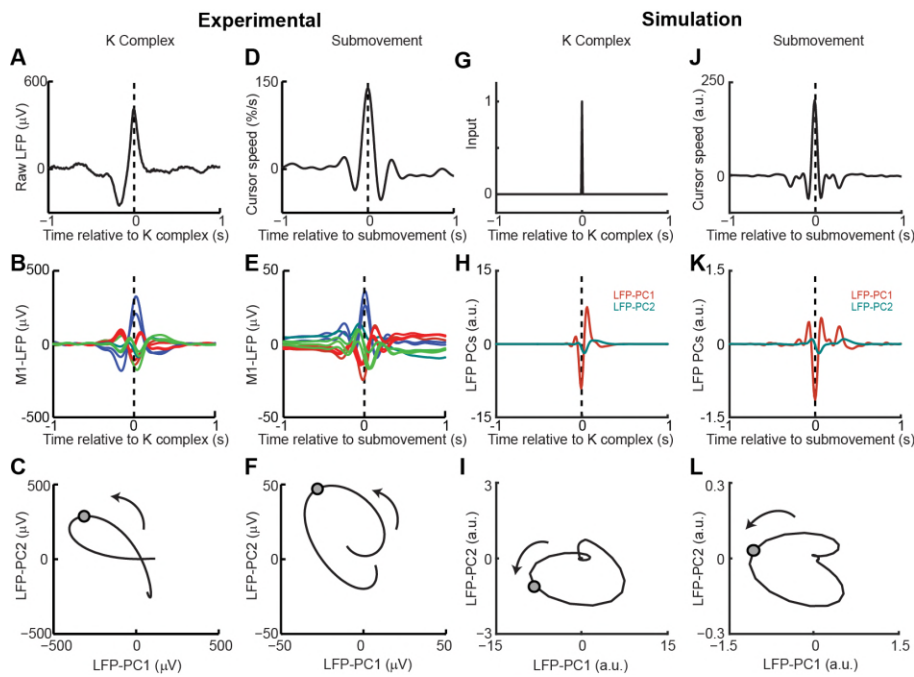 Experimental
Simulation
K Complex
Submovement
K Complex
Submovement
A
600
0
Raw LFP (µV)
−1
0
1
Time relative to K complex (s)
D
150
0
−100
Cursor speed (%/s)
−1
0
1
Time relative to submovement (s)
G
1
0
Input
−1
0
1
Time relative to K complex (s)
J
250
0
−100
Cursor speed (a.u.)
−1
0
1
Time relative to submovement (s)
B
500
0
−500
M1-LFP (µV)
−1
0
1
Time relative to K complex (s)
E
50
0
−50
M1-LFP (µV)
−1
0
1
Time relative to submovement (s)
H
15
0
-15
LFP PCs (a.u.)
LFP-PC1
LFP-PC2
-1
0
1
Time relative to K complex (s)
K
1.5
0
-1.5
LFP PCs (a.u.)
LFP-PC1
LFP-PC2
-1
0
1
Time relative to submovement (s)
C
500
0
−500
LFP-PC2 (µV)
−500
0
500
LFP-PC1 (µV)
F
50
0
−50
LFP-PC2 (µV)
−50
0
50
LFP-PC1 (µV)
I
3
0
−3
LFP-PC2 (a.u.)
−15
0
15
LFP-PC1 (a.u.)
L
0.3
0
-0.3
LFP-PC2 (a.u.)
−1.5
0
1.5
LFP-PC1 (a.u.)